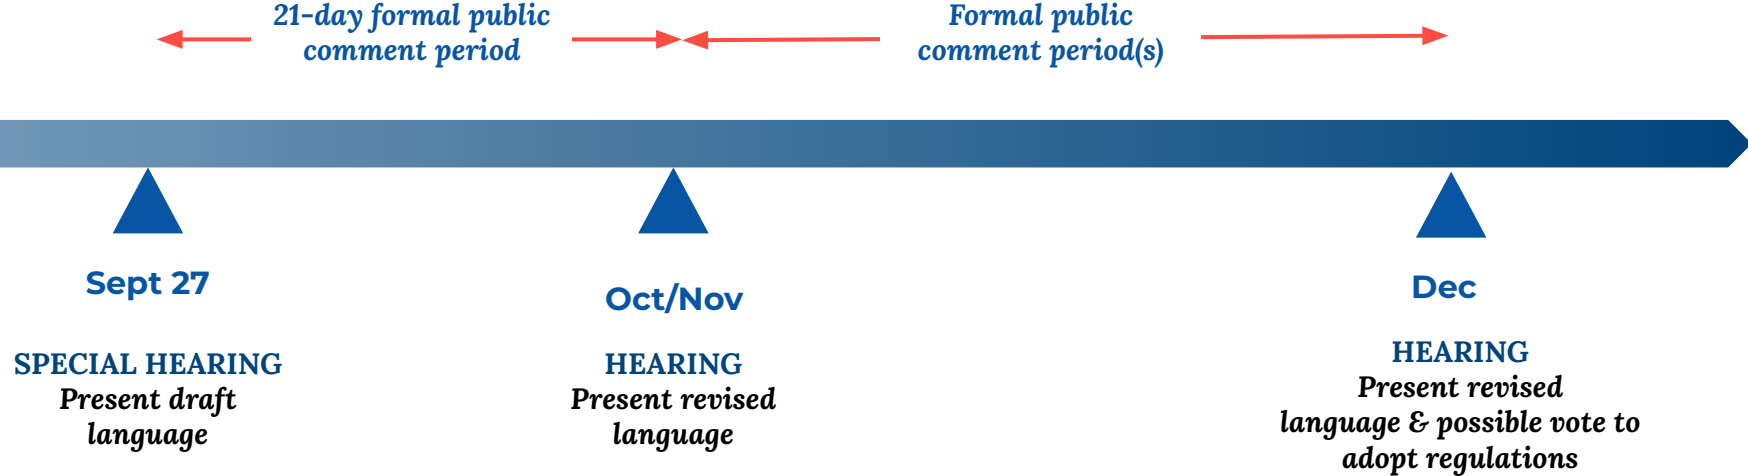 21-day formal public
comment period
Formal public
comment period(s)
Sept 27
SPECIAL HEARING
Present draft
language
Oct/Nov
HEARING
Present revised
language
Dec
HEARING
Present revised
language & possible vote to
adopt regulations